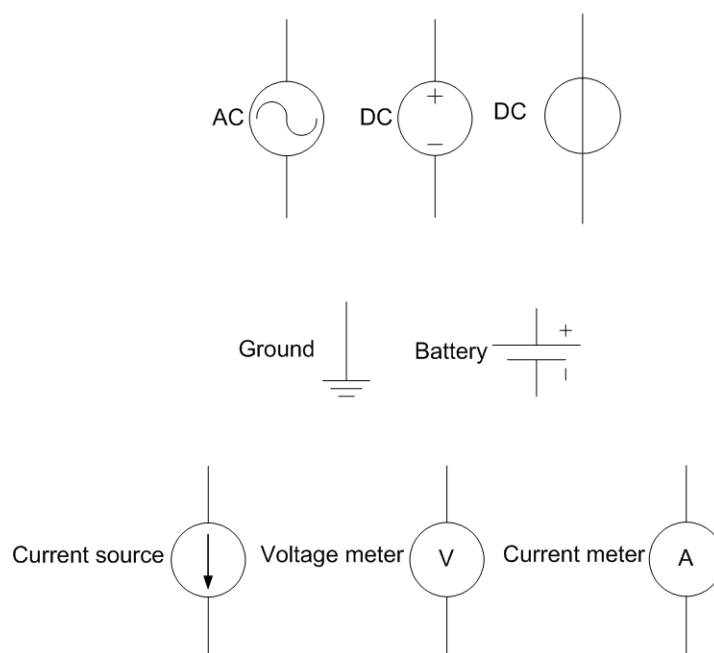 AC
DC
+
−
DC
Ground
Battery
+
−
Current source
Voltage meter
V
Current meter
A